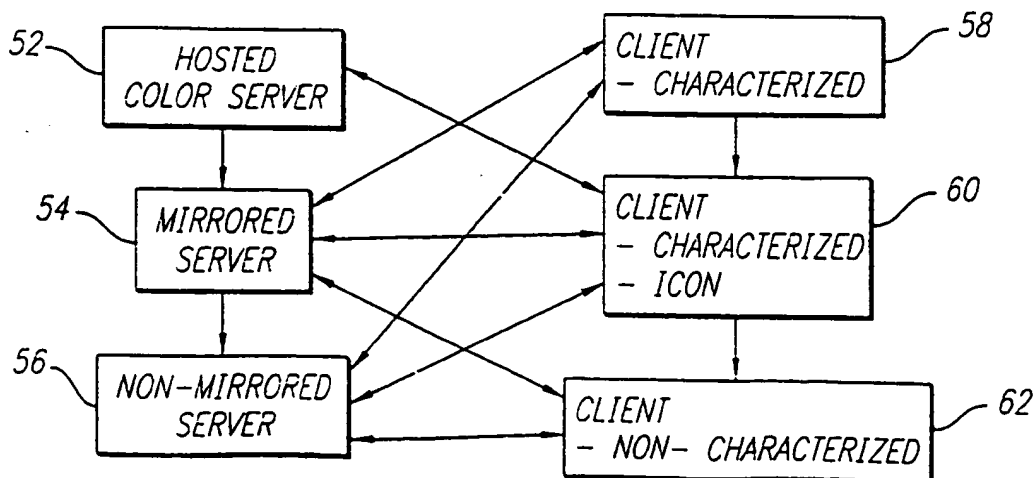 52
HOSTED
COLOR SERVER
54
MIRRORED
SERVER
56
NON-MIRRORED
SERVER
58
CLIENT
- CHARACTERIZED
60
CLIENT
- CHARACTERIZED
- ICON
62
CLIENT
- NON- CHARACTERIZED